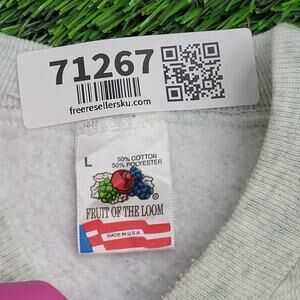 71267
freeresellersku.com
L
50% COTTON
50% POLYESTER
®
FRUIT OF THE LOOM
MADE IN U.S.A.